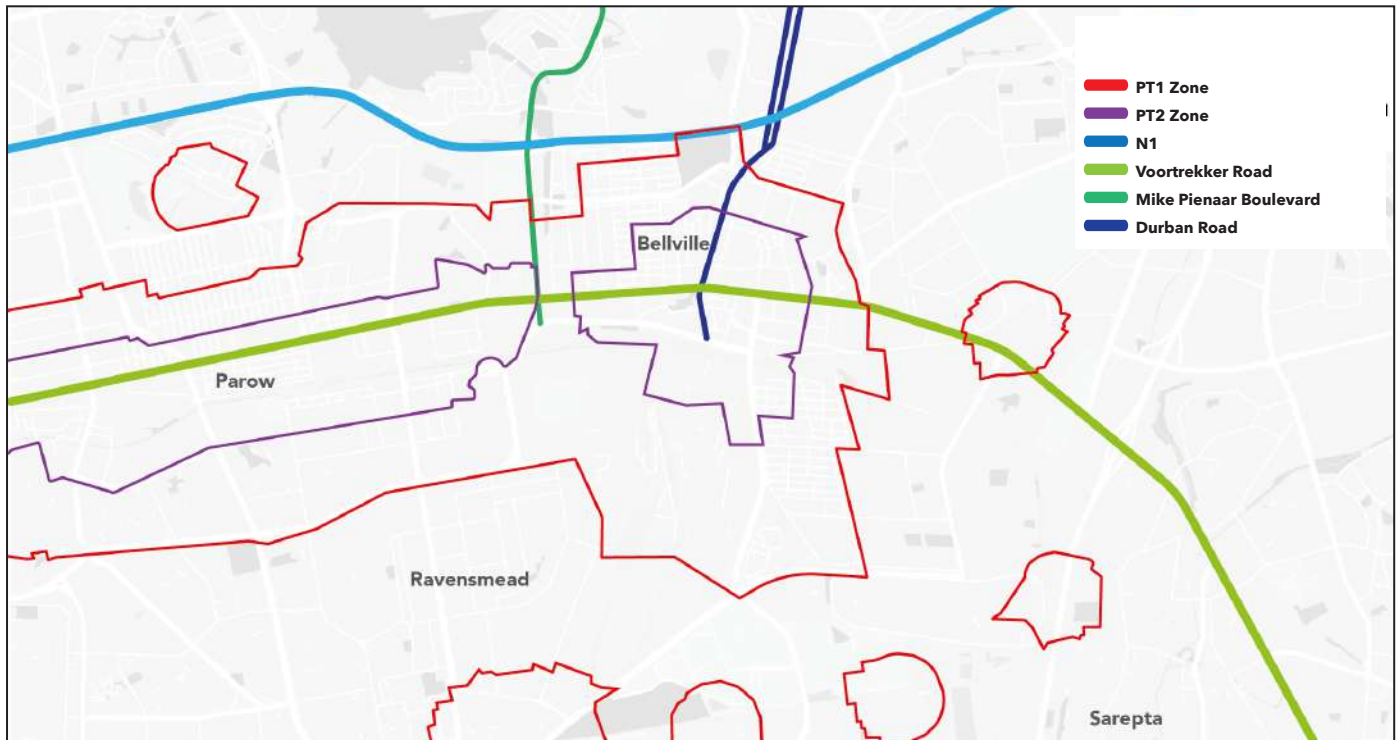 PT1 Zone
PT2 Zone
N1
Voortrekker Road
Mike Pienaar Boulevard
Durban Road
Bellville
Parow
Ravensmead
Sarepta